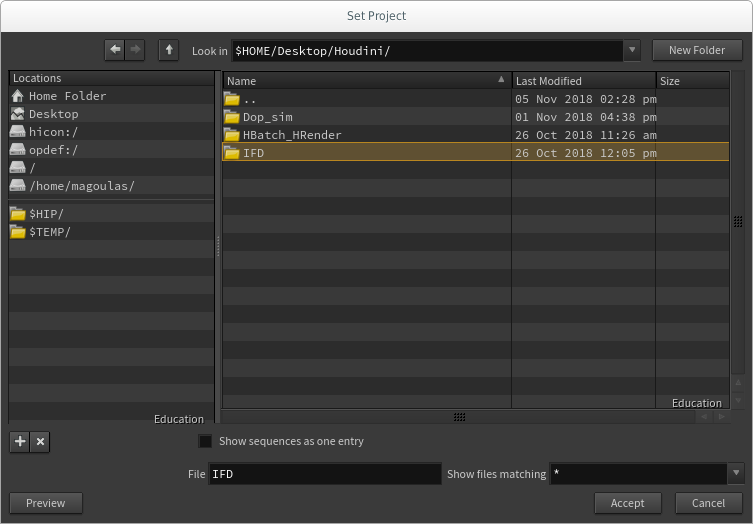 Set Project
Look in $HOME/Desktop/Houdini/ New Folder
Locations
Home Folder
Desktop
hicon:/
opdef:/
/
/home/magoulas/
$HIP/
$TEMP/
Education
Name Last Modified Size
.. 05 Nov 2018 02:28 pm
Dop_sim 01 Nov 2018 04:38 pm
HBatch_HRender 26 Oct 2018 11:26 am
IFD 26 Oct 2018 12:05 pm
Education
Show sequences as one entry
File IFD Show files matching *
Preview Accept Cancel